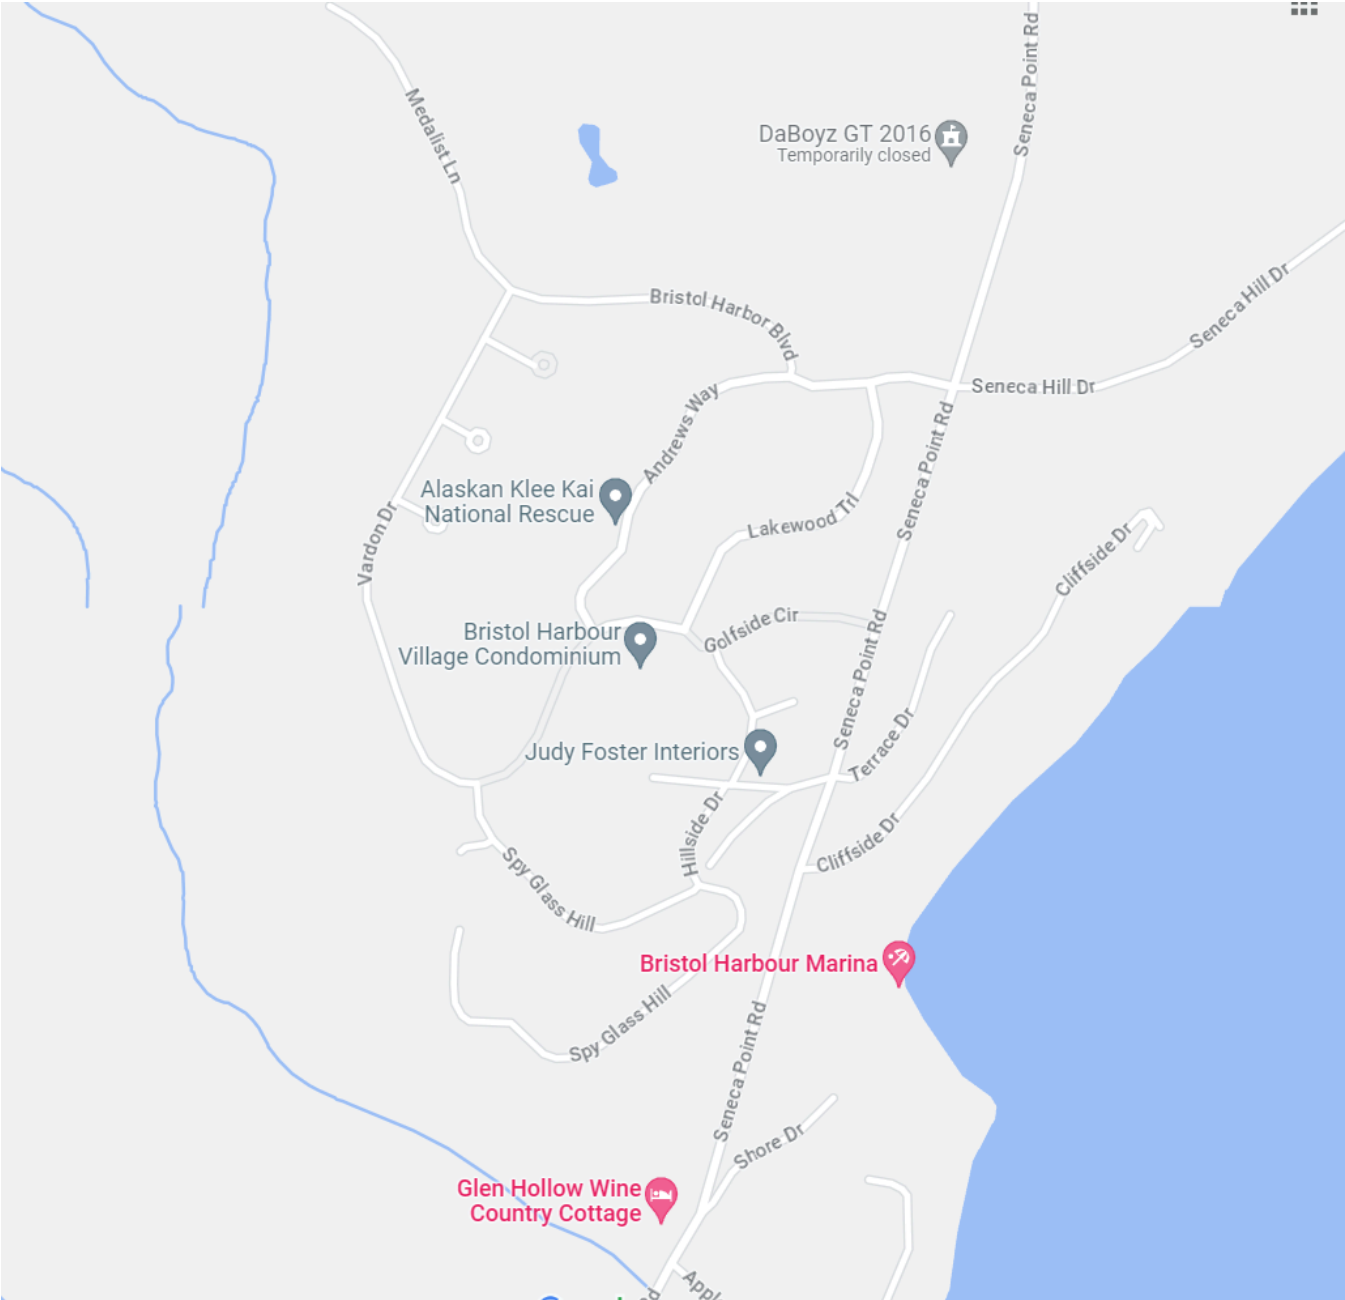 Seneca Point Rd
Medalist Ln
DaBoyz GT 2016
Temporarily closed
Seneca Hill Dr
Bristol Harbor Blvd
Seneca Hill Dr
Andrews Way
Seneca Point Rd
Alaskan Klee Kai
National Rescue
Lakewood Trl
Vardon Dr
Cliffside Dr
Golfside Cir
Bristol Harbour
Village Condominium
Seneca Point Rd
Terrace Dr
Judy Foster Interiors
Hillside Dr
Cliffside Dr
Spy Glass Hill
Bristol Harbour Marina
Spy Glass Hill
Seneca Point Rd
Shore Dr
Glen Hollow Wine
Country Cottage